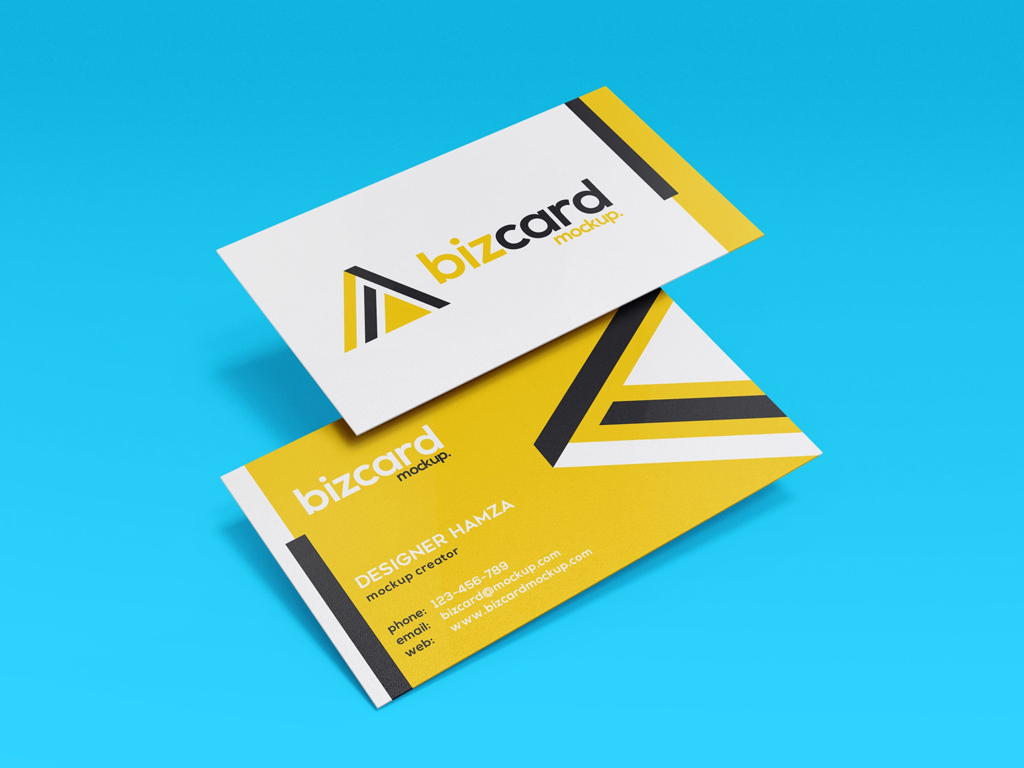 bizcard
mockup.
bizcard
mockup.
DESIGNER HAMZA
mockup creator
phone: 123-456-789
email: bizcard@mockup.com
web: www.bizcardmockup.com